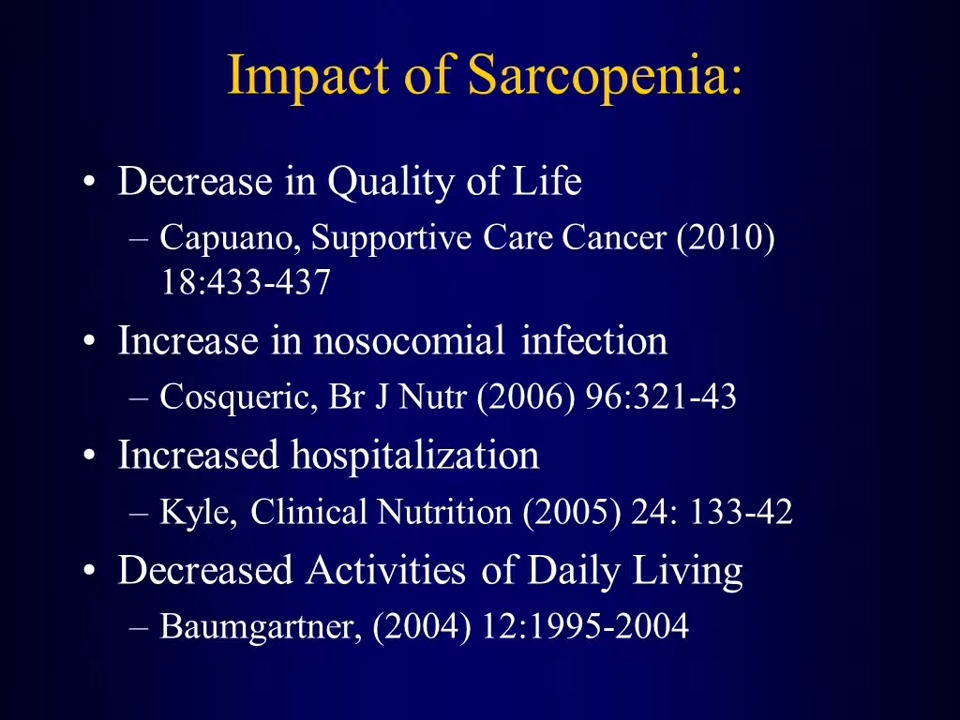 Impact of Sarcopenia:
• Decrease in Quality of Life
–Capuano, Supportive Care Cancer (2010)
18:433-437
• Increase in nosocomial infection
–Cosqueric, Br J Nutr (2006) 96:321-43
• Increased hospitalization
–Kyle, Clinical Nutrition (2005) 24: 133-42
• Decreased Activities of Daily Living
–Baumgartner, (2004) 12:1995-2004